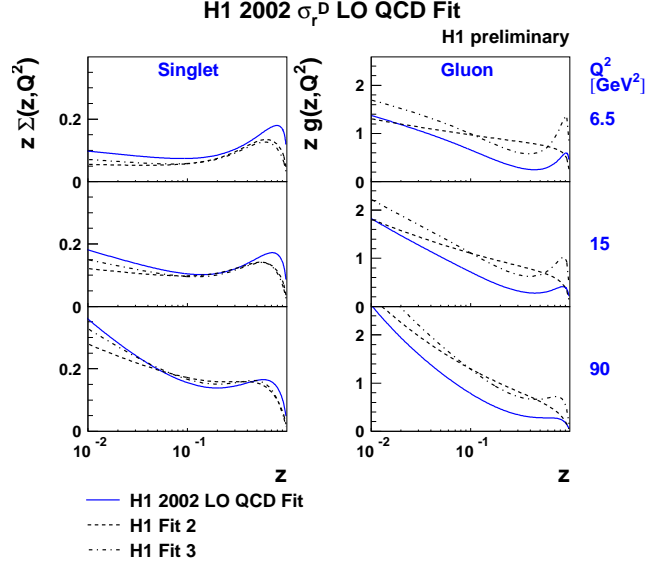 H1 2002 σ_r^D LO QCD Fit
H1 preliminary
z Σ(z,Q²)
z g(z,Q²)
Singlet
Gluon
Q²
[GeV²]
0.2
0
2
1
0
6.5
0.2
0
2
1
0
15
0.2
0
2
1
0
90
10⁻² 10⁻¹ 10⁻² 10⁻¹
z z
H1 2002 LO QCD Fit
H1 Fit 2
H1 Fit 3